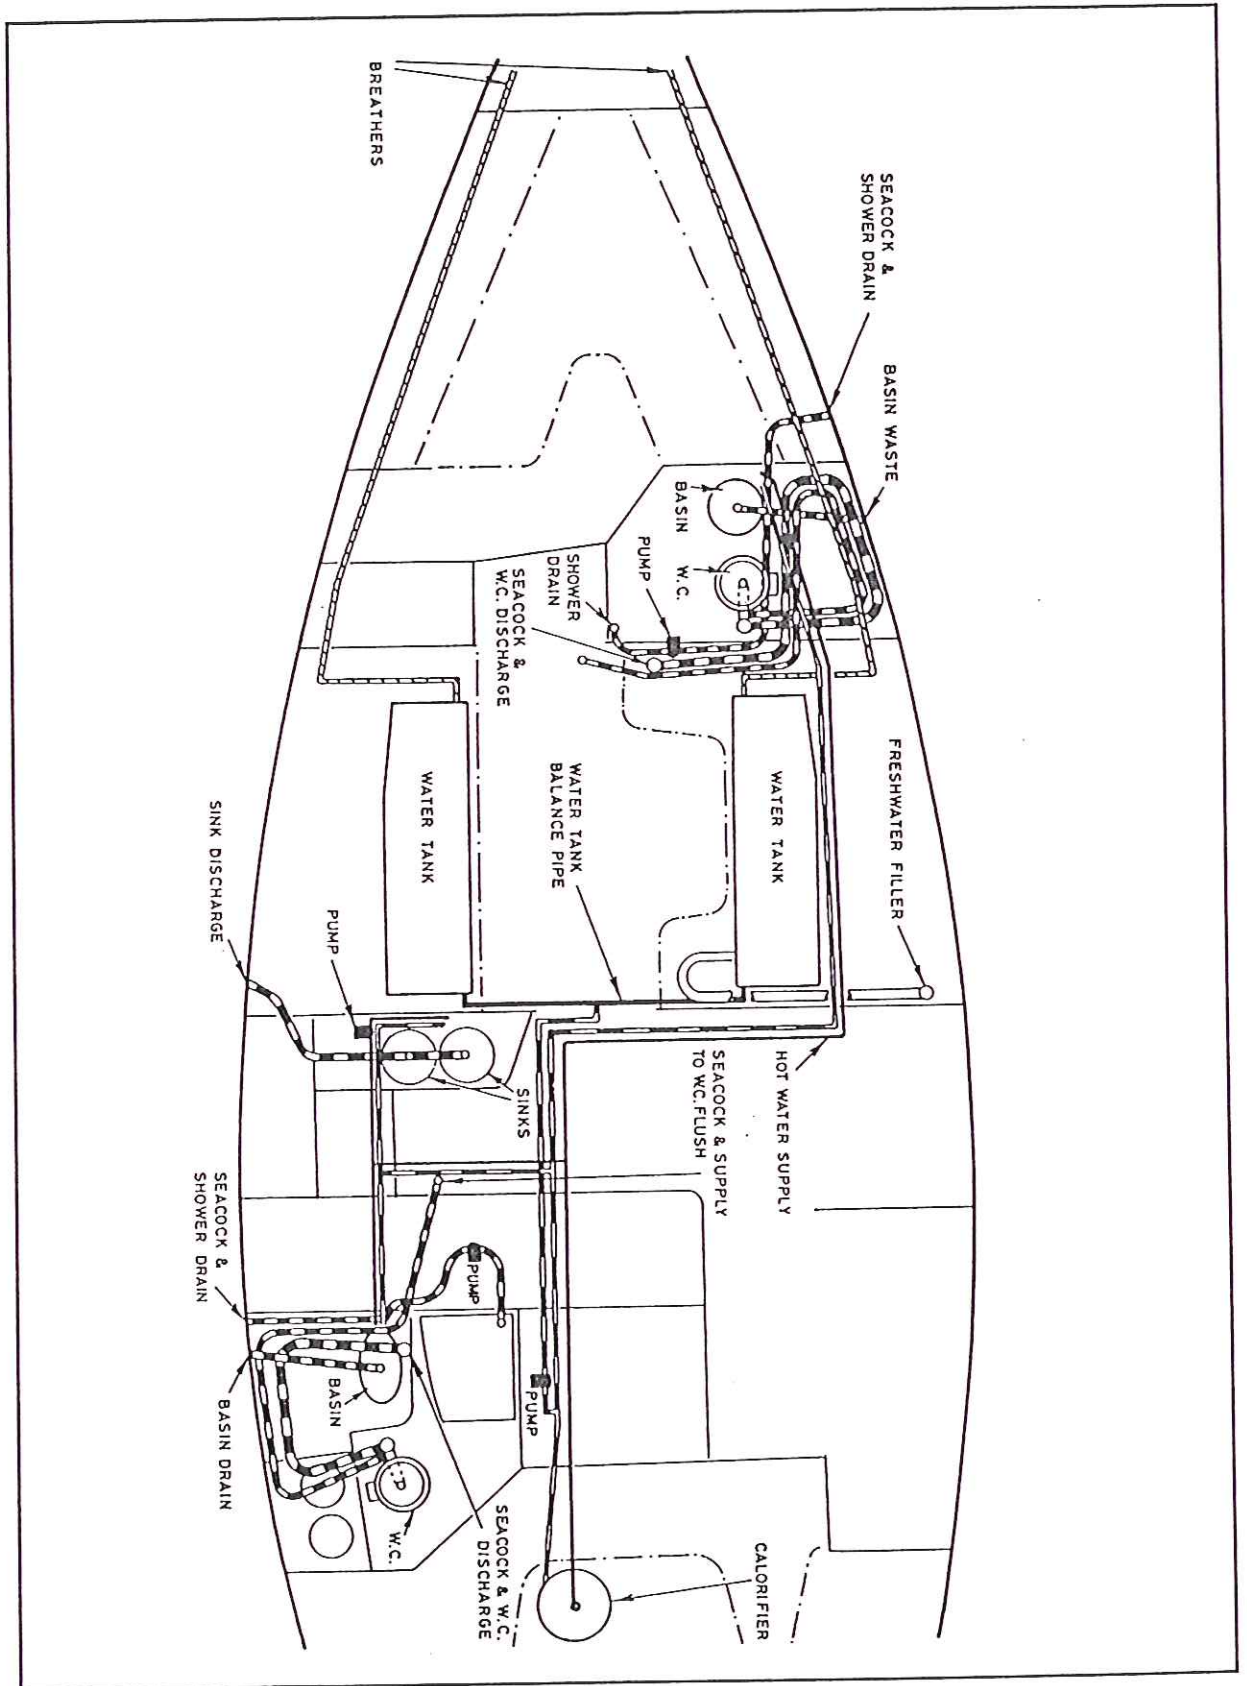 BREATHERS
SEACOCK &
SHOWER DRAIN
BASIN WASTE
BASIN
W.C.
PUMP
SHOWER
DRAIN
SEACOCK &
W.C. DISCHARGE
FRESHWATER FILLER
WATER TANK
WATER TANK
BALANCE PIPE
WATER TANK
SINK DISCHARGE
PUMP
HOT WATER SUPPLY
SEACOCK & SUPPLY
TO W.C. FLUSH
SINKS
SEACOCK &
SHOWER DRAIN
PUMP
PUMP
BASIN
BASIN DRAIN
W.C.
SEACOCK & W.C.
DISCHARGE
CALORIFIER